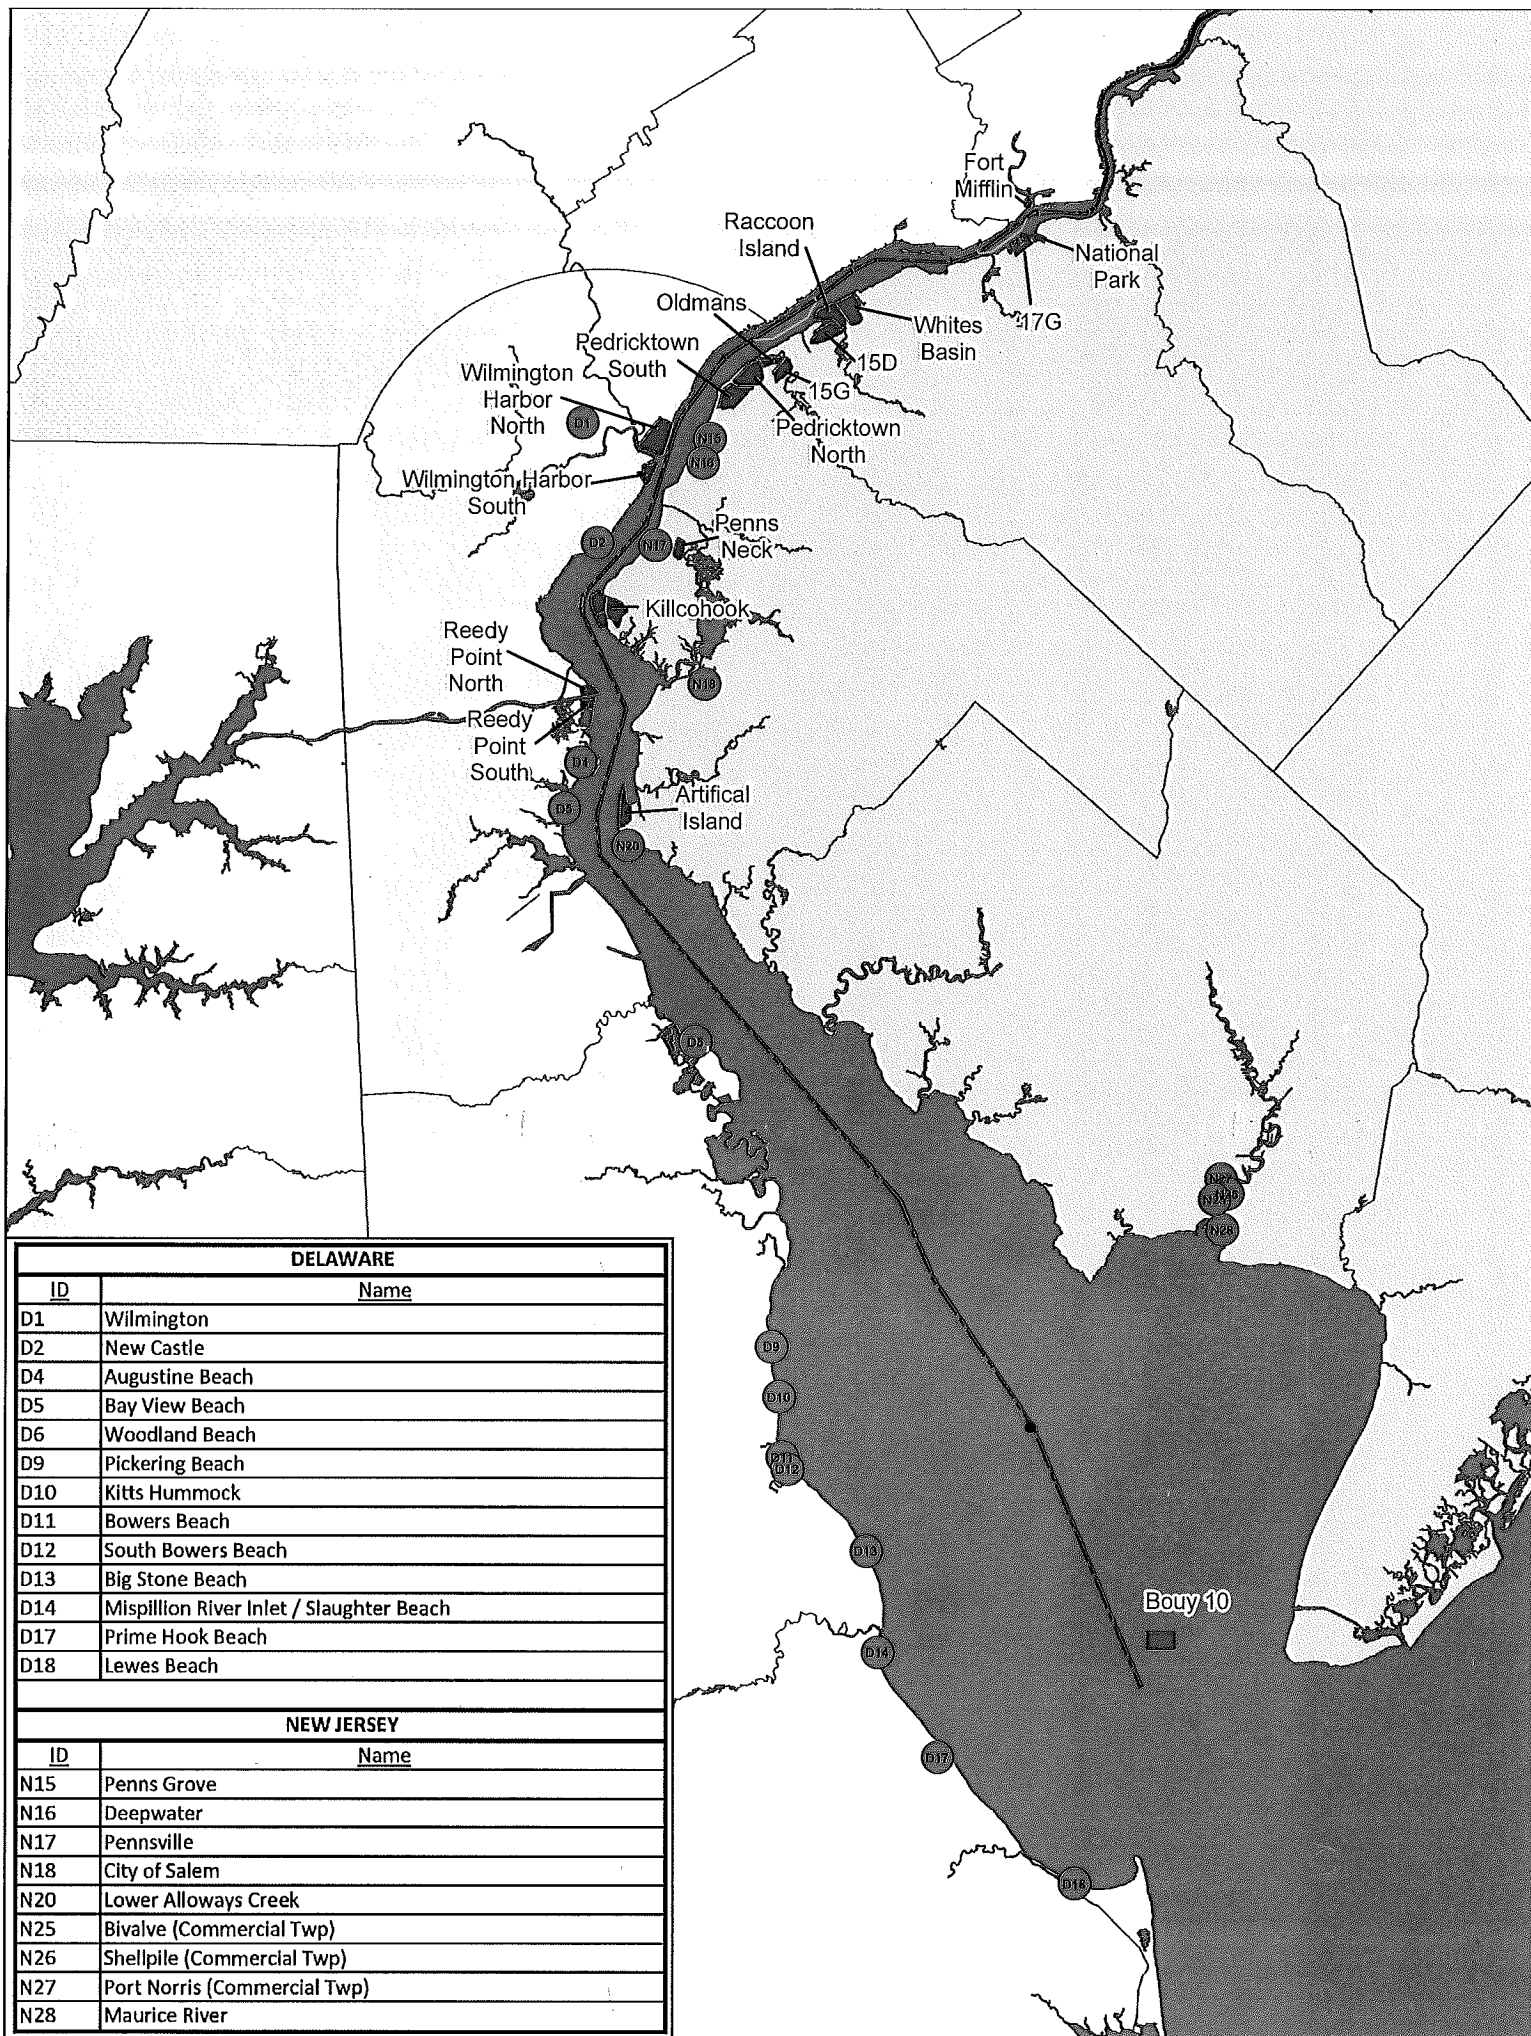 Fort
Mifflin
Raccoon
Island
National
Park
Oldmans
Whites
Basin
17G
Pedricktown
South
15D
Wilmington
Harbor
North
15G
D1
Pedricktown
North
N15
N16
Wilmington Harbor
South
Penns
Neck
D2
N17
Killcohook
Reedy
Point
North
N18
Reedy
Point
South
D4
Artifical
Island
D5
N20
D6
N27
N28
D9
D10
D11
D12
D13
Bouy 10
D14
D17
D18
DELAWARE
ID Name
D1 Wilmington
D2 New Castle
D4 Augustine Beach
D5 Bay View Beach
D6 Woodland Beach
D9 Pickering Beach
D10 Kitts Hummock
D11 Bowers Beach
D12 South Bowers Beach
D13 Big Stone Beach
D14 Mispillion River Inlet / Slaughter Beach
D17 Prime Hook Beach
D18 Lewes Beach
NEW JERSEY
ID Name
N15 Penns Grove
N16 Deepwater
N17 Pennsville
N18 City of Salem
N20 Lower Alloways Creek
N25 Bivalve (Commercial Twp)
N26 Shellpile (Commercial Twp)
N27 Port Norris (Commercial Twp)
N28 Maurice River